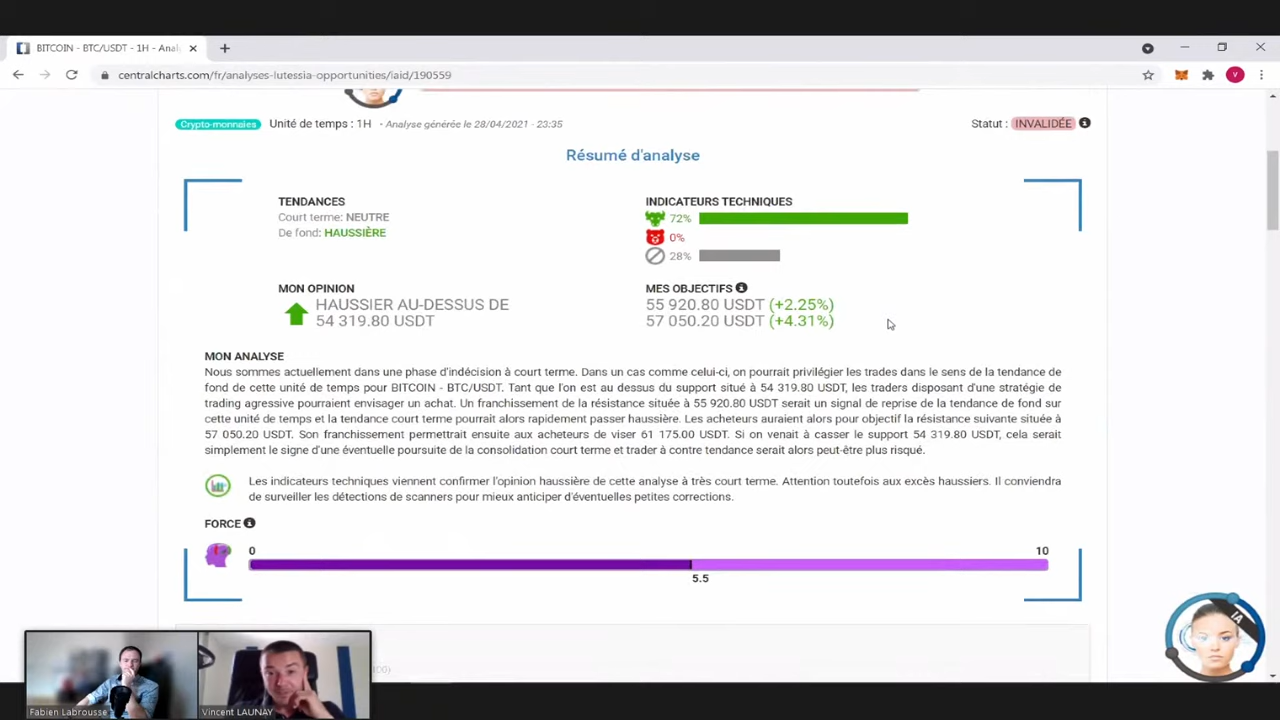 BITCOIN - BTC/USDT - 1H - Anal
centralcharts.com/fr/analyses-lutessia-opportunities/iaid/190559
V
Crypto-monnaies Unité de temps : 1H - Analyse générée le 28/04/2021 - 23:35 Statut : INVALIDÉE
Résumé d'analyse
TENDANCES
Court terme: NEUTRE
De fond: HAUSSIÈRE
INDICATEURS TECHNIQUES
72%
0%
28%
MON OPINION
HAUSSIER AU-DESSUS DE
54 319.80 USDT
MES OBJECTIFS
55 920.80 USDT (+2.25%)
57 050.20 USDT (+4.31%)
MON ANALYSE
Nous sommes actuellement dans une phase d'indécision à court terme. Dans un cas comme celui-ci, on pourrait privilégier les trades dans le sens de la tendance de
fond de cette unité de temps pour BITCOIN - BTC/USDT. Tant que l'on est au dessus du support situé à 54 319.80 USDT, les traders disposant d'une stratégie de
trading agressive pourraient envisager un achat. Un franchissement de la résistance située à 55 920.80 USDT serait un signal de reprise de la tendance de fond sur
cette unité de temps et la tendance court terme pourrait alors rapidement passer haussière. Les acheteurs auraient alors pour objectif la résistance suivante située à
57 050.20 USDT. Son franchissement permettrait ensuite aux acheteurs de viser 61 175.00 USDT. Si on venait à casser le support 54 319.80 USDT, cela serait
simplement le signe d'une éventuelle poursuite de la consolidation court terme et trader à contre tendance serait alors peut-être plus risqué.
Les indicateurs techniques viennent confirmer l'opinion haussière de cette analyse à très court terme. Attention toutefois aux excès haussiers. Il conviendra
de surveiller les détections de scanners pour mieux anticiper d'éventuelles petites corrections.
FORCE
0 10
5.5
IA
Fabien Labrousse
Vincent LAUNAY